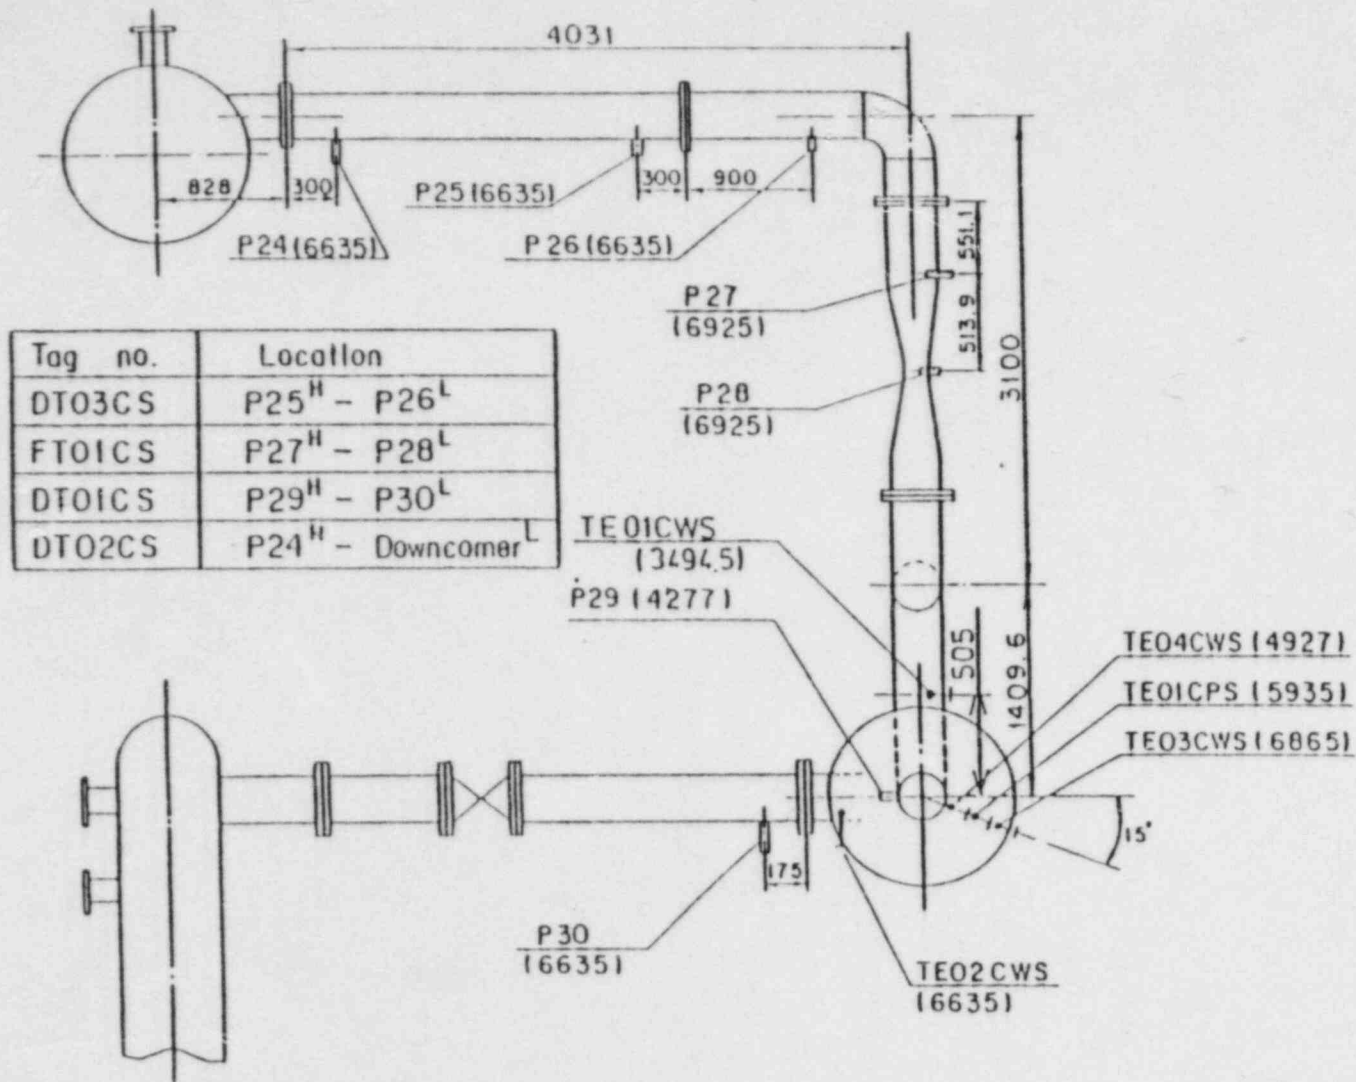 4031
828
300
P24(6635)
P25(6635)
300
900
P26(6635)
551.1
513.9
3100
P27
(6925)
P28
(6925)
Tag no. Location
DT03CS P25H - P26L
FT01CS P27H - P28L
DT01CS P29H - P30L
DT02CS P24H - Downcomer L
TE01CWS
(3494.5)
P29 (4277)
505
1409.6
TE04CWS (4927)
TE01CPS (5935)
TE03CWS (6865)
15°
175
P30
(6635)
TE02CWS
(6635)